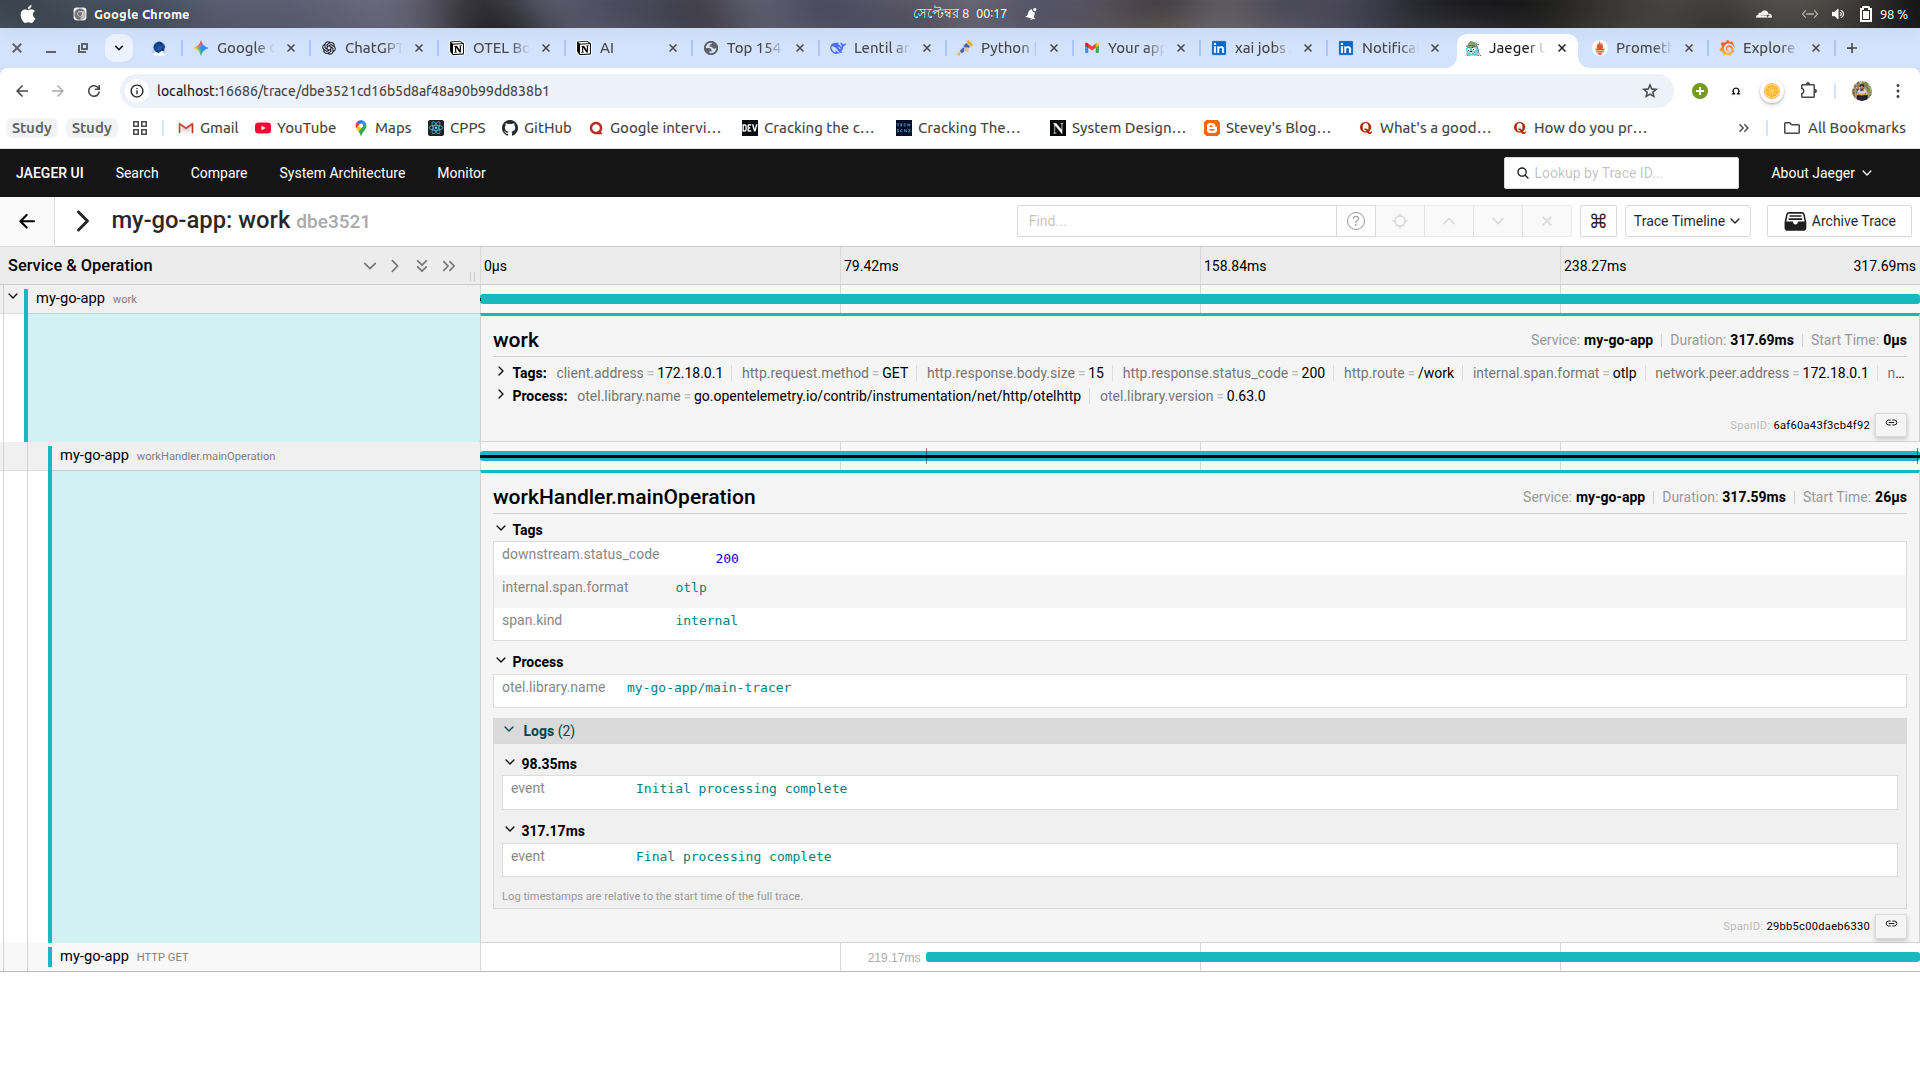 Google Chrome
সেপ্টেম্বর 8 00:17
98 %
Google
ChatGPT
OTEL Bo
AI
Top 154
Lentil ar
Python
Your app
xai jobs
Notifica
Jaeger U
Prometh
Explore
localhost:16686/trace/dbe3521cd16b5d8af48a90b99dd838b1
Study Study Gmail YouTube Maps CPPS GitHub Google intervi... DEV Cracking the c... Cracking The... System Design... Stevey's Blog... What's a good... How do you pr... All Bookmarks
JAEGER UI Search Compare System Architecture Monitor Lookup by Trace ID... About Jaeger
my-go-app: work dbe3521 Find... Trace Timeline Archive Trace
Service & Operation 0μs 79.42ms 158.84ms 238.27ms 317.69ms
my-go-app work
work Service: my-go-app Duration: 317.69ms Start Time: 0μs
Tags: client.address = 172.18.0.1 http.request.method = GET http.response.body.size = 15 http.response.status_code = 200 http.route = /work internal.span.format = otlp network.peer.address = 172.18.0.1 n...
Process: otel.library.name = go.opentelemetry.io/contrib/instrumentation/net/http/otelhttp otel.library.version = 0.63.0
SpanID: 6af60a43f3cb4f92
my-go-app workHandler.mainOperation
workHandler.mainOperation Service: my-go-app Duration: 317.59ms Start Time: 26μs
Tags
downstream.status_code 200
internal.span.format otlp
span.kind internal
Process
otel.library.name my-go-app/main-tracer
Logs (2)
98.35ms
event Initial processing complete
317.17ms
event Final processing complete
Log timestamps are relative to the start time of the full trace.
SpanID: 29bb5c00daeb6330
my-go-app HTTP GET 219.17ms